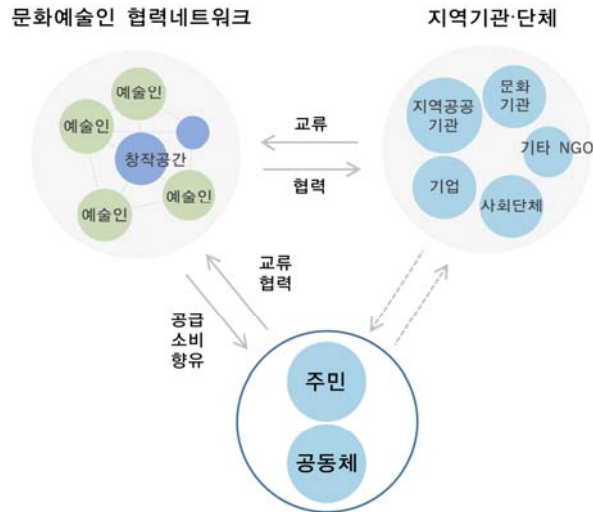 문화예술인 협력네트워크
지역기관·단체
예술인
예술인
창작공간
예술인
예술인
교류
협력
지역공공
기관
문화
기관
기타 NGO
기업
사회단체
교류
협력
공급
소비
향유
주민
공동체